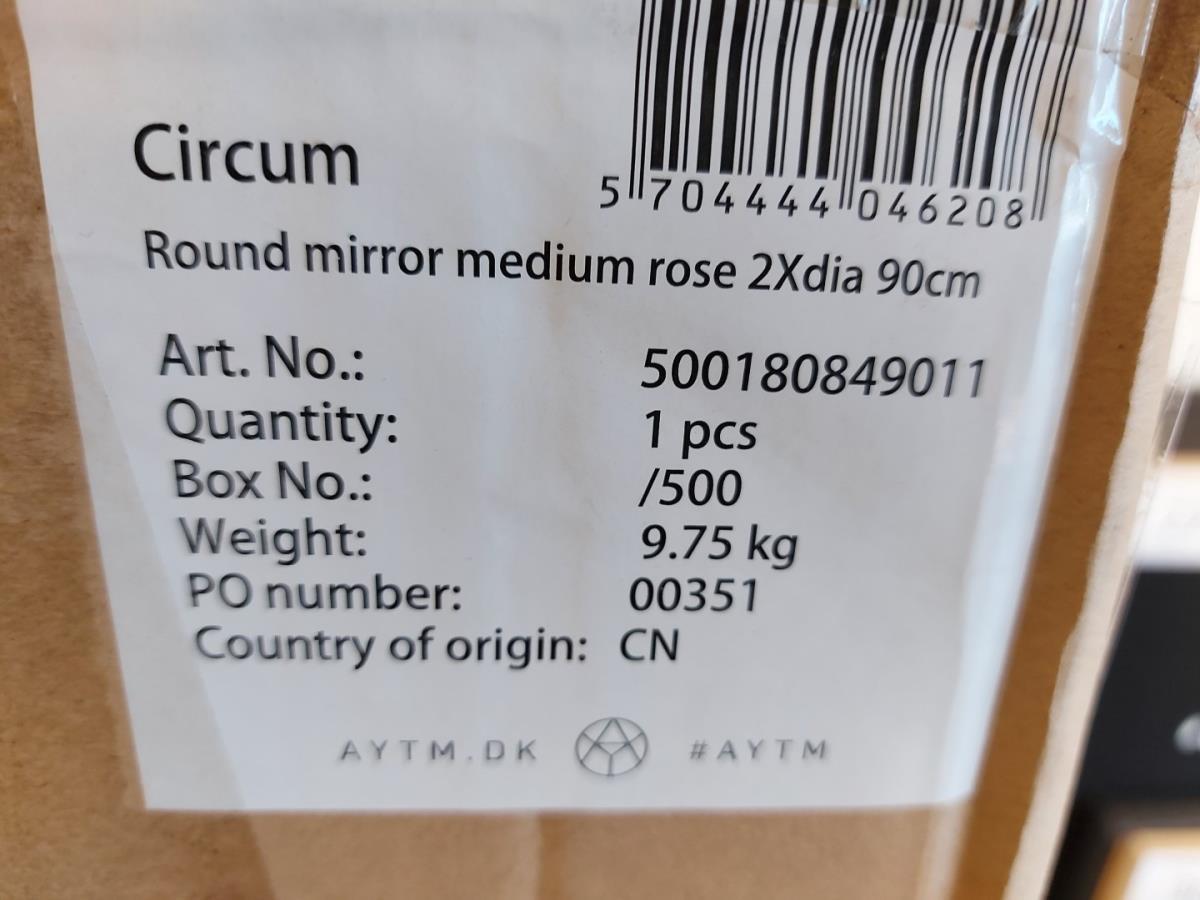 Circum
5 704444 046208
Round mirror medium rose 2Xdia 90cm
Art. No.: 500180849011
Quantity: 1 pcs
Box No.: /500
Weight: 9.75 kg
PO number: 00351
Country of origin: CN
AYTM.DK #AYTM